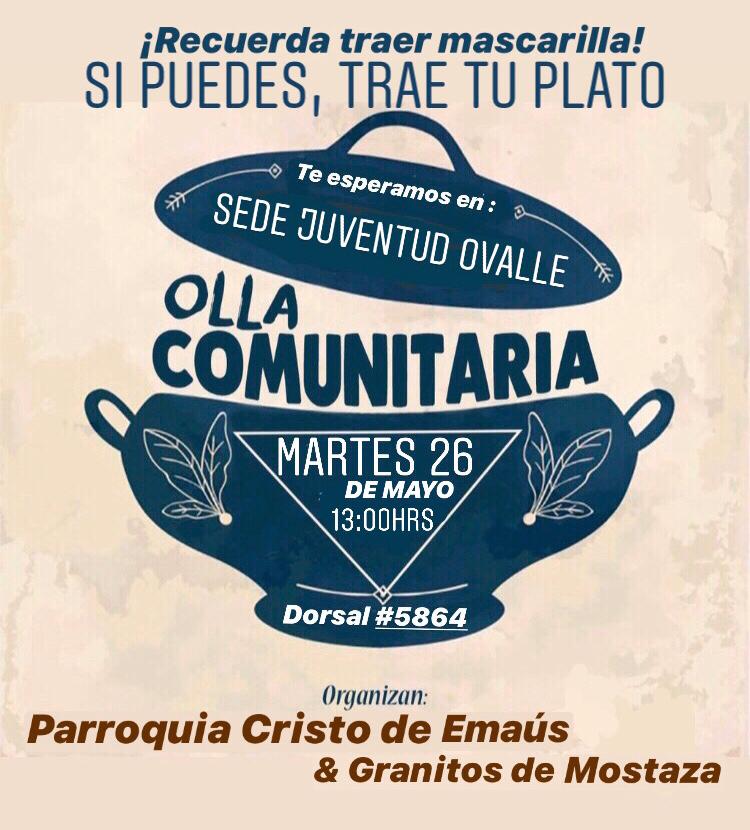 ¡Recuerda traer mascarilla!
SI PUEDES, TRAE TU PLATO
Te esperamos en :
SEDE JUVENTUD OVALLE
OLLA
COMUNITARIA
MARTES 26
DE MAYO
13:00HRS
Dorsal #5864
Organizan:
Parroquia Cristo de Emaús
& Granitos de Mostaza